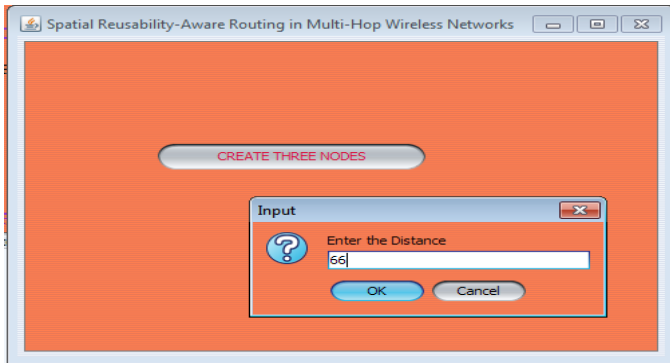 Spatial Reusability-Aware Routing in Multi-Hop Wireless Networks
CREATE THREE NODES
Input
Enter the Distance
66
OK
Cancel